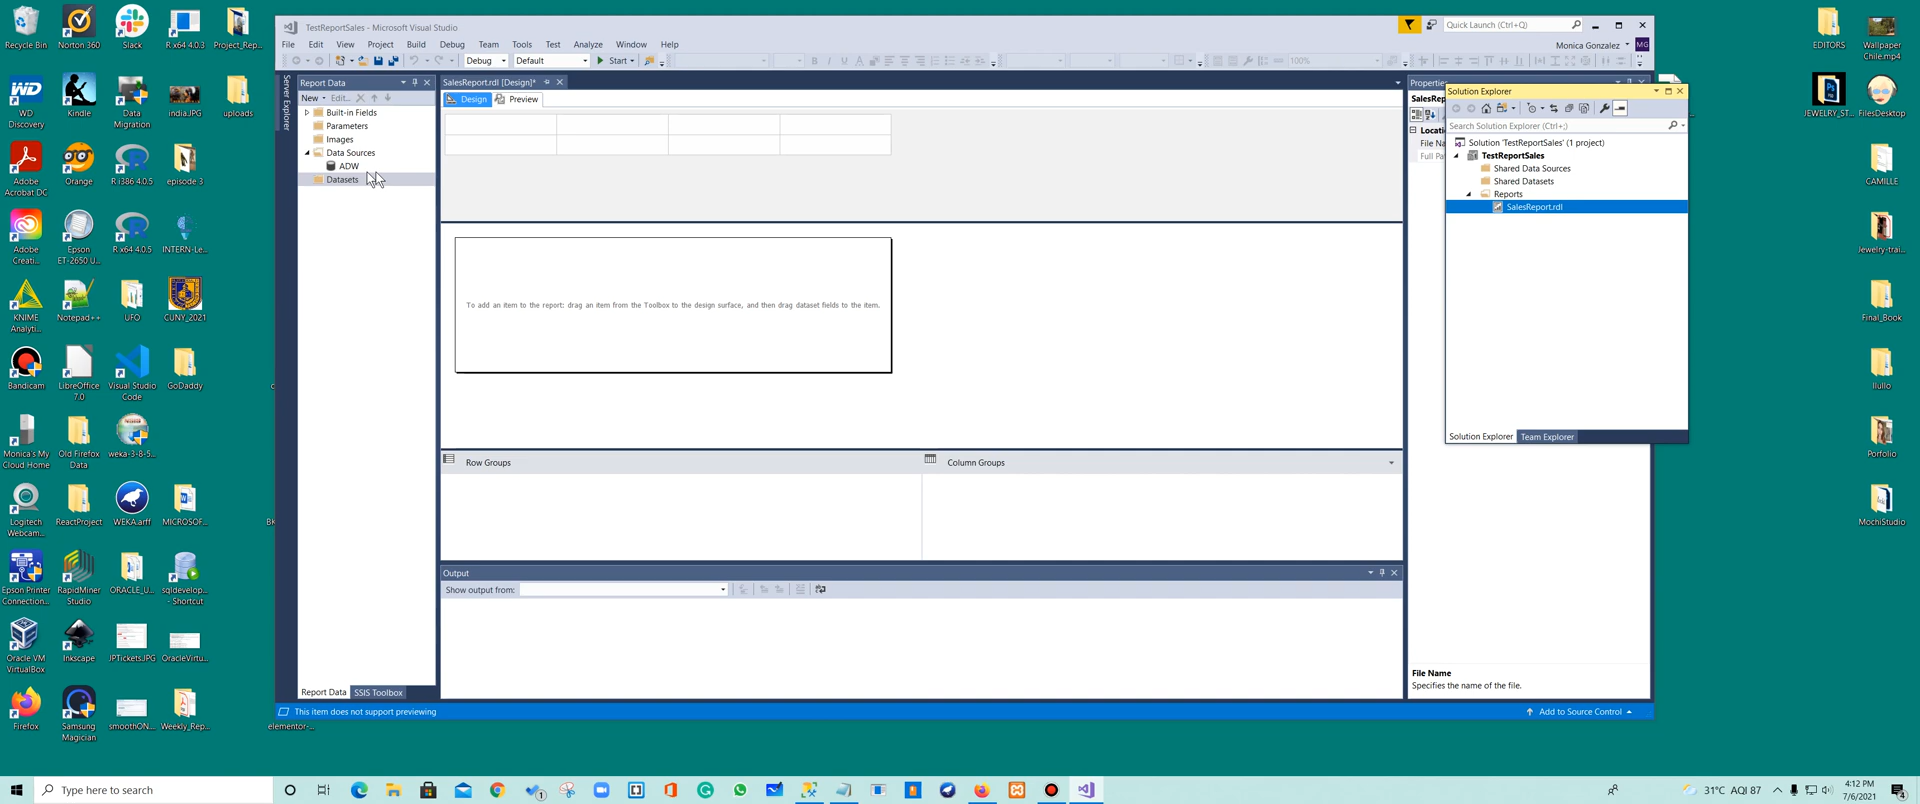 TestReportSales - Microsoft Visual Studio
Quick Launch (Ctrl+Q)
File Edit View Project Build Debug Team Tools Test Analyze Window Help
Monica Gonzalez
MG
Debug
Default
Start
100%
Server Explorer
Report Data
New
Edit...
Built-in Fields
Parameters
Images
Data Sources
ADW
Datasets
Report Data
SSIS Toolbox
SalesReport.rdl [Design]*
Design
Preview
To add an item to the report: drag an item from the Toolbox to the design surface, and then drag dataset fields to the item.
Row Groups
Column Groups
Output
Show output from:
This item does not support previewing
Add to Source Control
Properties
File Name
Specifies the name of the file.
Solution Explorer
Search Solution Explorer (Ctrl+;)
Solution 'TestReportSales' (1 project)
TestReportSales
Shared Data Sources
Shared Datasets
Reports
SalesReport.rdl
Solution Explorer
Team Explorer
Recycle Bin
Norton 360
Slack
R x64 4.0.3
Project_Rep...
WD
Discovery
Kindle
Data
Migration
indiaJPG
uploads
Adobe
Acrobat DC
Orange
R i386 4.0.5
episode 3
Adobe
Creati...
Epson
ET-2650 U...
R x64 4.0.5
INTERN-Le...
KNIME
Analyti...
Notepad++
UFO
CUNY_2021
Bandicam
LibreOffice
7.0
Visual Studio
Code
GoDaddy
Monica's My
Cloud Home
Old Firefox
Data
weka-3-8-5...
Logitech
Webcam...
ReactProject
WEKA.arff
MICROSOF...
Epson Printer
Connection...
RapidMiner
Studio
ORACLE_U...
sqldevelop...
- Shortcut
Oracle VM
VirtualBox
Inkscape
JPTicketsJPG
OracleVirtu...
Firefox
Samsung
Magician
smoothON...
Weekly_Rep...
elementor-...
EDITORS
Wallpaper
Chile.mp4
JEWELRY_ST...
FilesDesktop
CAMILLE
Jewelry-trai...
Final_Book
Porfolio
MochiStudio
Type here to search
31°C AQI 87
4:12 PM
7/6/2021